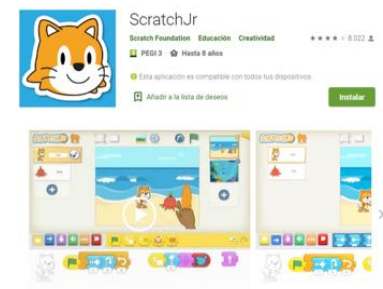 ScratchJr
Scratch Foundation Educación Creatividad 8.022
PEGI 3 Hasta 8 años
Esta aplicación es compatible con todos tus dispositivos.
Añadir a la lista de deseos Instalar